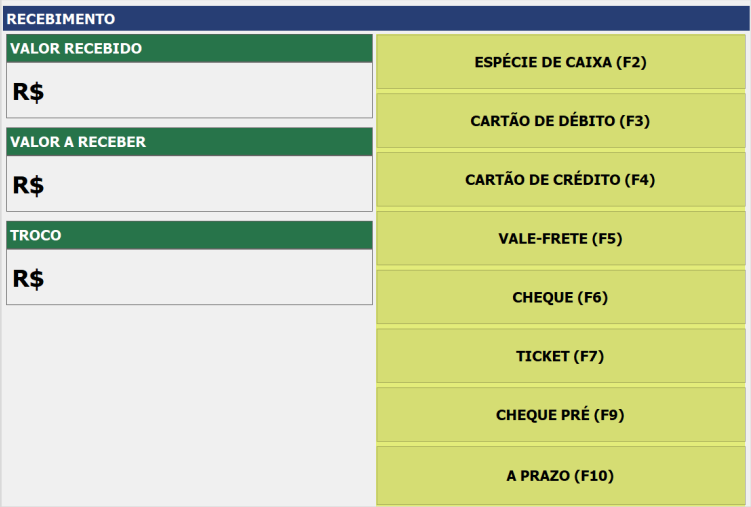 RECEBIMENTO
VALOR RECEBIDO
R$
VALOR A RECEBER
R$
TROCO
R$
ESPÉCIE DE CAIXA (F2)
CARTÃO DE DÉBITO (F3)
CARTÃO DE CRÉDITO (F4)
VALE-FRETE (F5)
CHEQUE (F6)
TICKET (F7)
CHEQUE PRÉ (F9)
A PRAZO (F10)